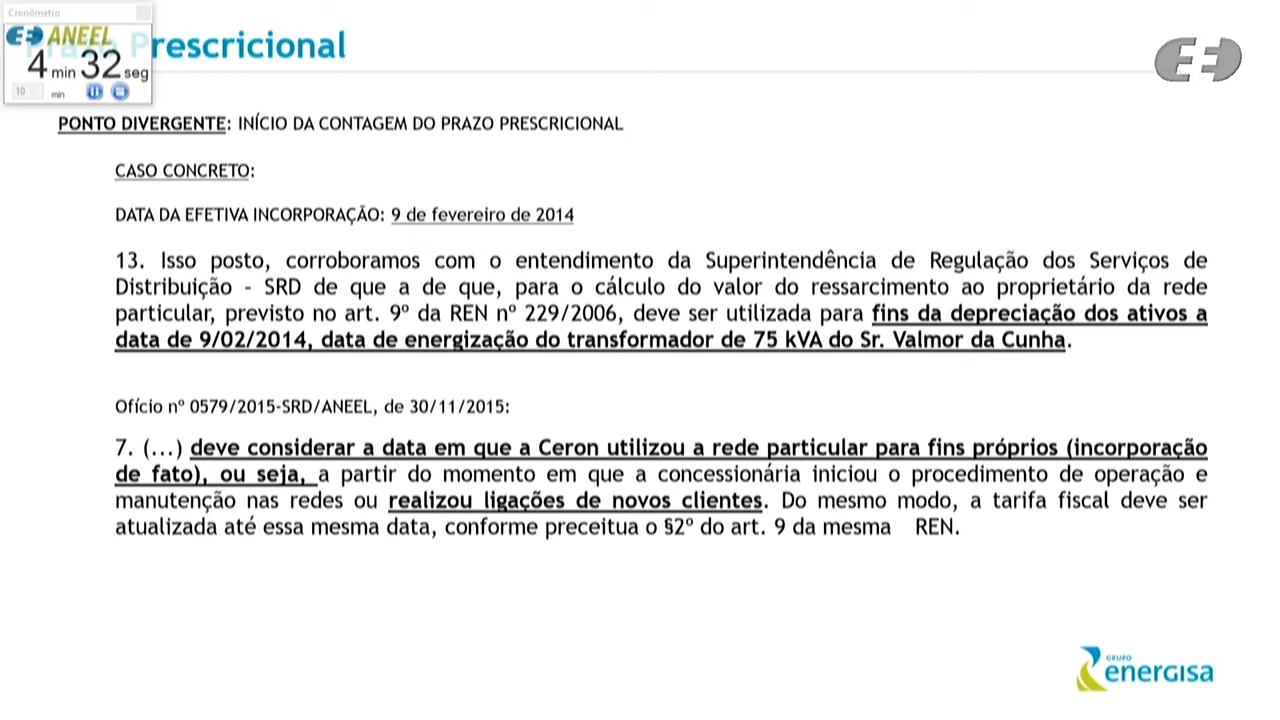 Cronômetro
ANEEL
4 min 32 seg
10 min
Prazo Prescricional
PONTO DIVERGENTE: INÍCIO DA CONTAGEM DO PRAZO PRESCRICIONAL
CASO CONCRETO:
DATA DA EFETIVA INCORPORAÇÃO: 9 de fevereiro de 2014
13. Isso posto, corroboramos com o entendimento da Superintendência de Regulação dos Serviços de
Distribuição - SRD de que a de que, para o cálculo do valor do ressarcimento ao proprietário da rede
particular, previsto no art. 9º da REN nº 229/2006, deve ser utilizada para fins da depreciação dos ativos a
data de 9/02/2014, data de energização do transformador de 75 kVA do Sr. Valmor da Cunha.
Ofício nº 0579/2015-SRD/ANEEL, de 30/11/2015:
7. (...) deve considerar a data em que a Ceron utilizou a rede particular para fins próprios (incorporação
de fato), ou seja, a partir do momento em que a concessionária iniciou o procedimento de operação e
manutenção nas redes ou realizou ligações de novos clientes. Do mesmo modo, a tarifa fiscal deve ser
atualizada até essa mesma data, conforme preceitua o §2º do art. 9 da mesma REN.
GRUPO
energisa